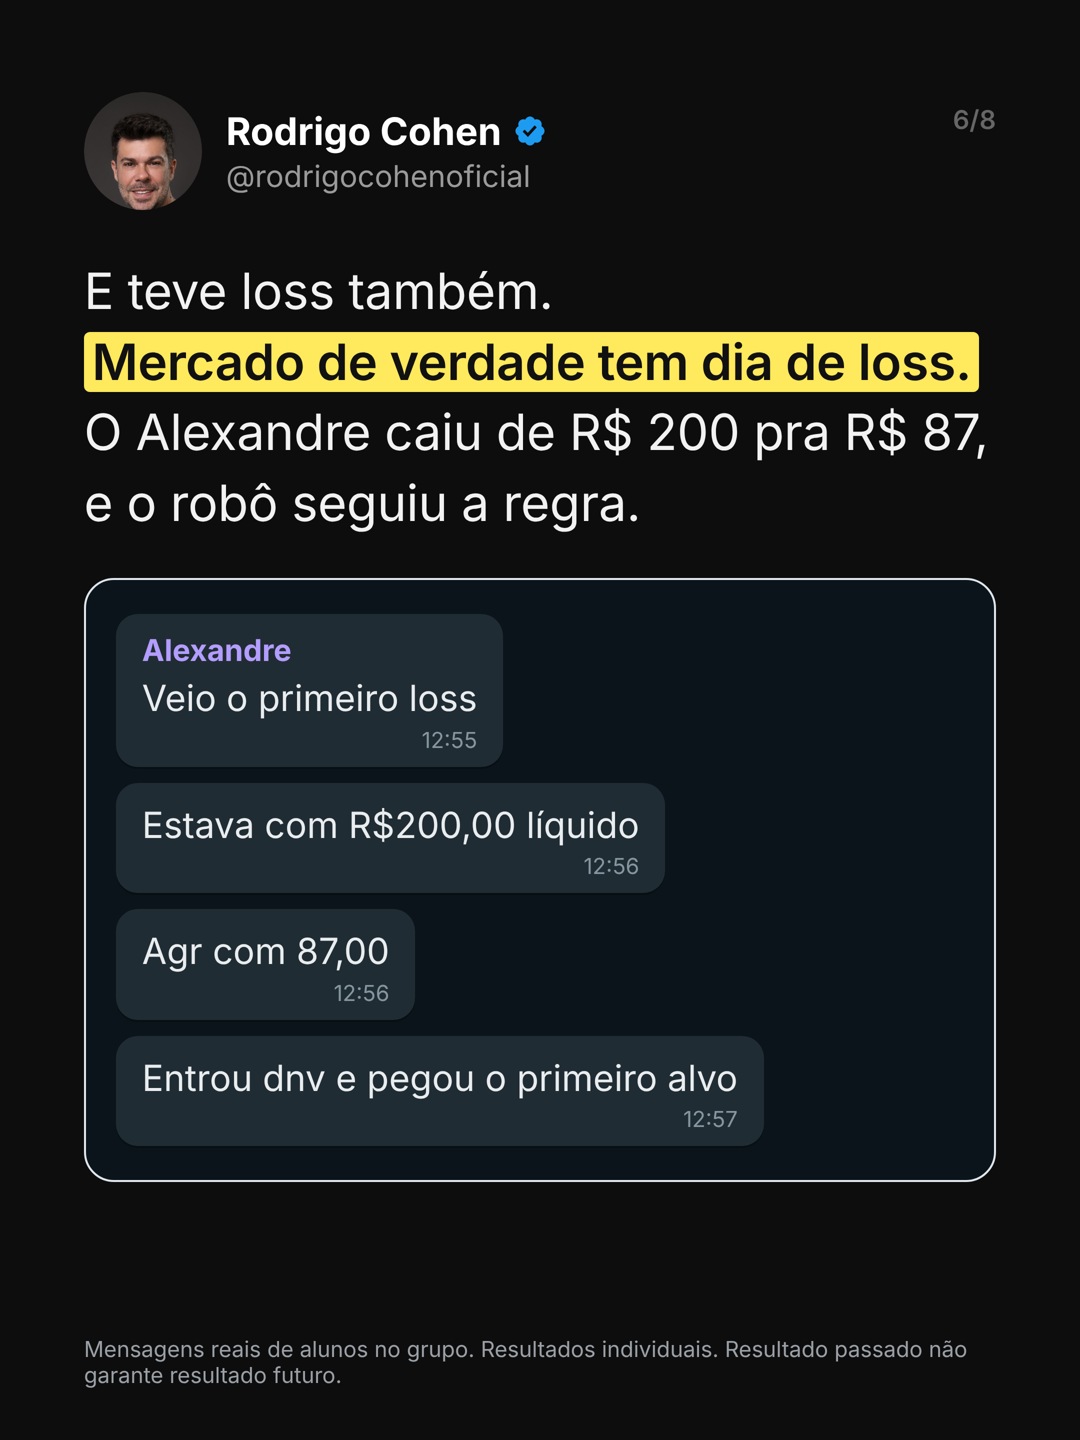 Rodrigo Cohen
@rodrigocohenoficial
6/8
E teve loss também.
Mercado de verdade tem dia de loss.
O Alexandre caiu de R$ 200 pra R$ 87,
e o robô seguiu a regra.
Alexandre
Veio o primeiro loss
12:55
Estava com R$200,00 líquido
12:56
Agr com 87,00
12:56
Entrou dnv e pegou o primeiro alvo
12:57
Mensagens reais de alunos no grupo. Resultados individuais. Resultado passado não
garante resultado futuro.